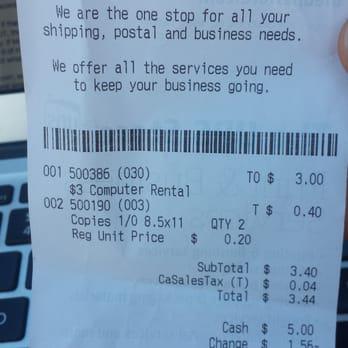 We are the one stop for all your
shipping, postal and business needs.
We offer all the services you need
to keep your business going.
001 500386 (030) TO $ 3.00
$3 Computer Rental
002 500190 (003) T $ 0.40
Copies 1/0 8.5x11 QTY 2
Reg Unit Price $ 0.20
SubTotal $ 3.40
CaSalesTax (T) $ 0.04
Total $ 3.44
Cash $ 5.00
Change $ 1.56-